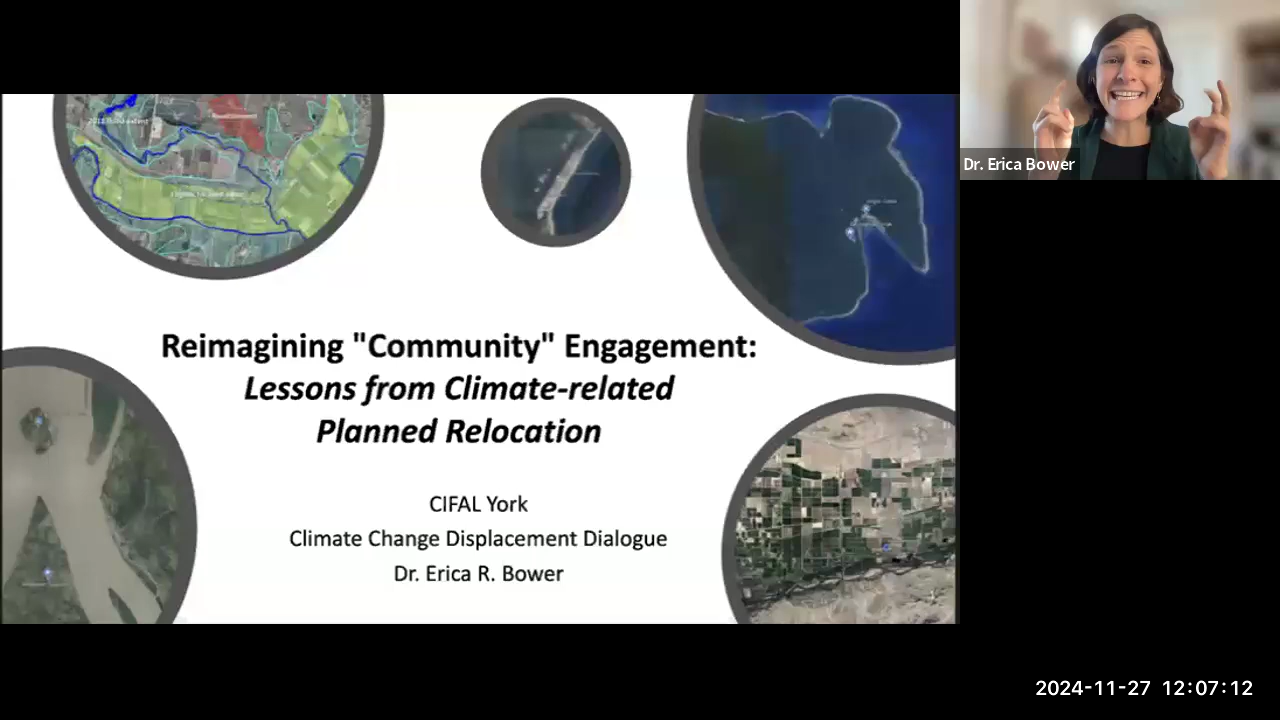 Dr. Erica Bower
Reimagining "Community" Engagement:
Lessons from Climate-related
Planned Relocation
CIFAL York
Climate Change Displacement Dialogue
Dr. Erica R. Bower
2024-11-27 12:07:12